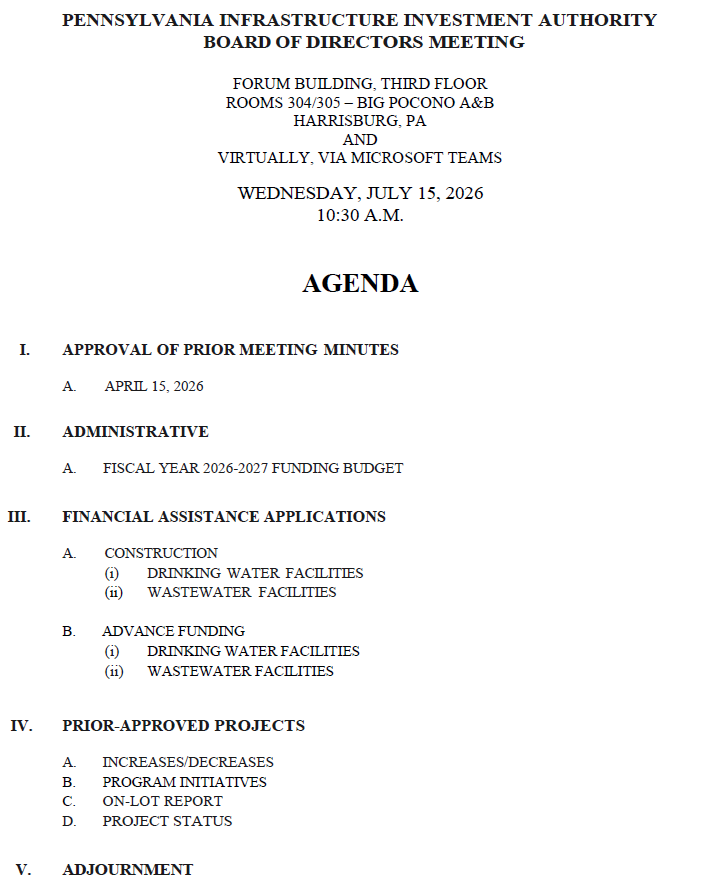 PENNSYLVANIA INFRASTRUCTURE INVESTMENT AUTHORITY
BOARD OF DIRECTORS MEETING
FORUM BUILDING, THIRD FLOOR
ROOMS 304/305 – BIG POCONO A&B
HARRISBURG, PA
AND
VIRTUALLY, VIA MICROSOFT TEAMS
WEDNESDAY, JULY 15, 2026
10:30 A.M.
AGENDA
I. APPROVAL OF PRIOR MEETING MINUTES
A. APRIL 15, 2026
II. ADMINISTRATIVE
A. FISCAL YEAR 2026-2027 FUNDING BUDGET
III. FINANCIAL ASSISTANCE APPLICATIONS
A. CONSTRUCTION
(i) DRINKING WATER FACILITIES
(ii) WASTEWATER FACILITIES
B. ADVANCE FUNDING
(i) DRINKING WATER FACILITIES
(ii) WASTEWATER FACILITIES
IV. PRIOR-APPROVED PROJECTS
A. INCREASES/DECREASES
B. PROGRAM INITIATIVES
C. ON-LOT REPORT
D. PROJECT STATUS
V. ADJOURNMENT